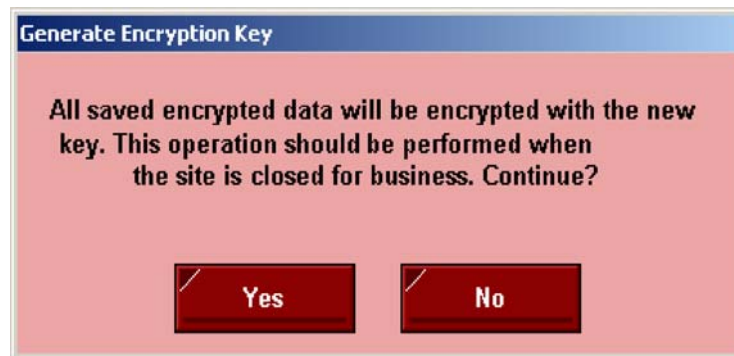 Generate Encryption Key
All saved encrypted data will be encrypted with the new
key. This operation should be performed when
the site is closed for business. Continue?
Yes No